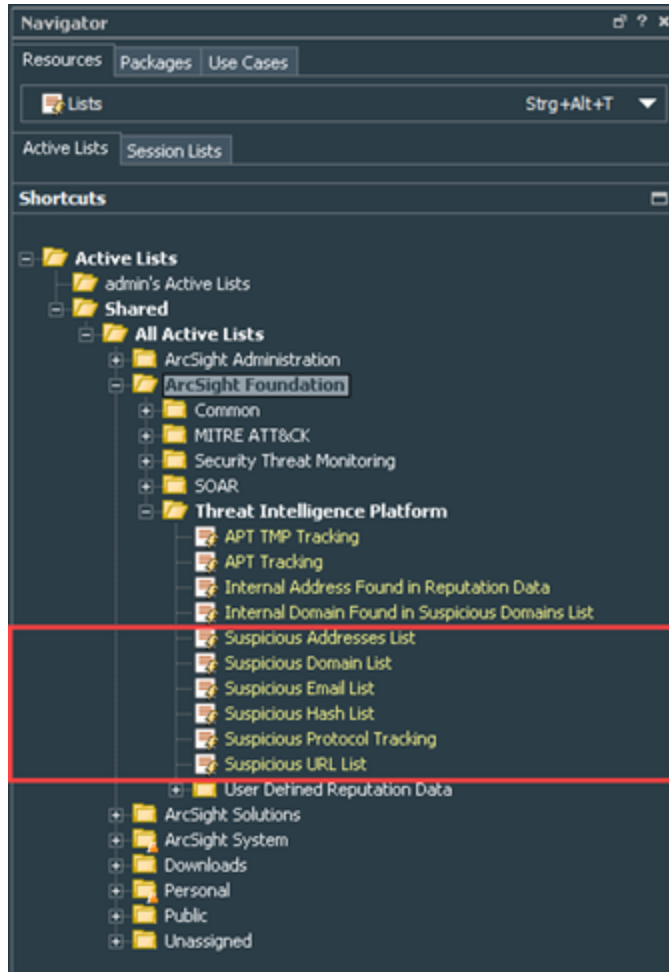 Navigator
Resources Packages Use Cases
Lists Strg+Alt+T
Active Lists Session Lists
Shortcuts
Active Lists
admin's Active Lists
Shared
All Active Lists
ArcSight Administration
ArcSight Foundation
Common
MITRE ATT&CK
Security Threat Monitoring
SOAR
Threat Intelligence Platform
APT TMP Tracking
APT Tracking
Internal Address Found in Reputation Data
Internal Domain Found in Suspicious Domains List
Suspicious Addresses List
Suspicious Domain List
Suspicious Email List
Suspicious Hash List
Suspicious Protocol Tracking
Suspicious URL List
User Defined Reputation Data
ArcSight Solutions
ArcSight System
Downloads
Personal
Public
Unassigned